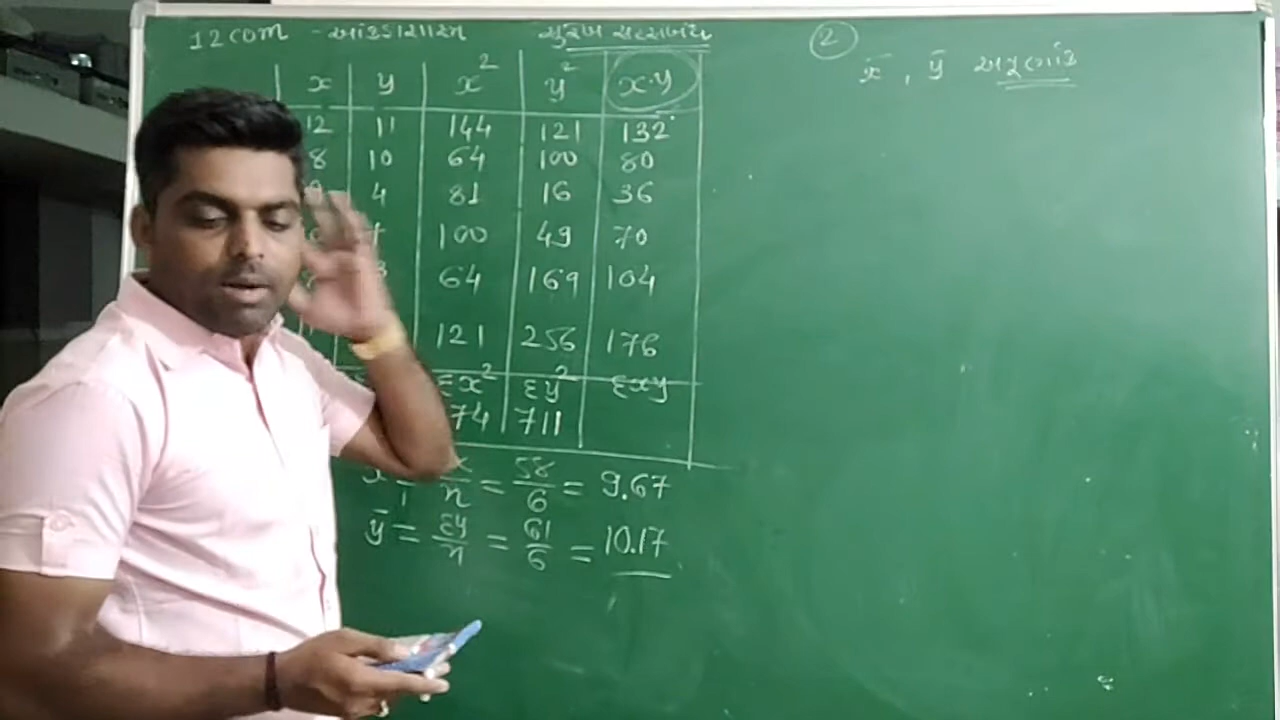 12 com - આંકડાશાસ્ત્ર સુરેખ સહસંબંધ
x y x² y² x·y
12 11 144 121 132
8 10 64 100 80
4 81 16 36
100 49 70
64 169 104
121 256 176
Σx² Σy² Σxy
74 711
n = 58/6 = 9.67
ȳ = Σy/n = 61/6 = 10.17
2
x̄ , ȳ અપૂર્ણાંક